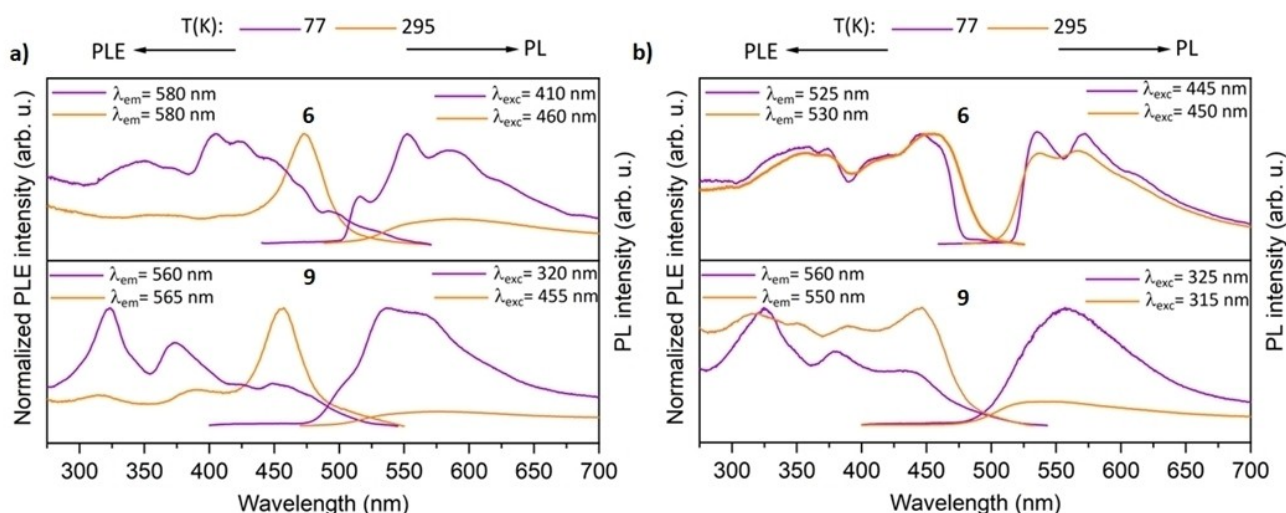 T(K): 77 295
PLE PL
a)
λem= 580 nm
λem= 580 nm
6
λexc= 410 nm
λexc= 460 nm
λem= 560 nm
λem= 565 nm
9
λexc= 320 nm
λexc= 455 nm
Normalized PLE intensity (arb. u.)
PL intensity (arb. u.)
300 350 400 450 500 550 600 650 700
Wavelength (nm)
T(K): 77 295
PLE PL
b)
λem= 525 nm
λem= 530 nm
6
λexc= 445 nm
λexc= 450 nm
λem= 560 nm
λem= 550 nm
9
λexc= 325 nm
λexc= 315 nm
Normalized PLE intensity (arb. u.)
PL intensity (arb. u.)
300 350 400 450 500 550 600 650 700
Wavelength (nm)